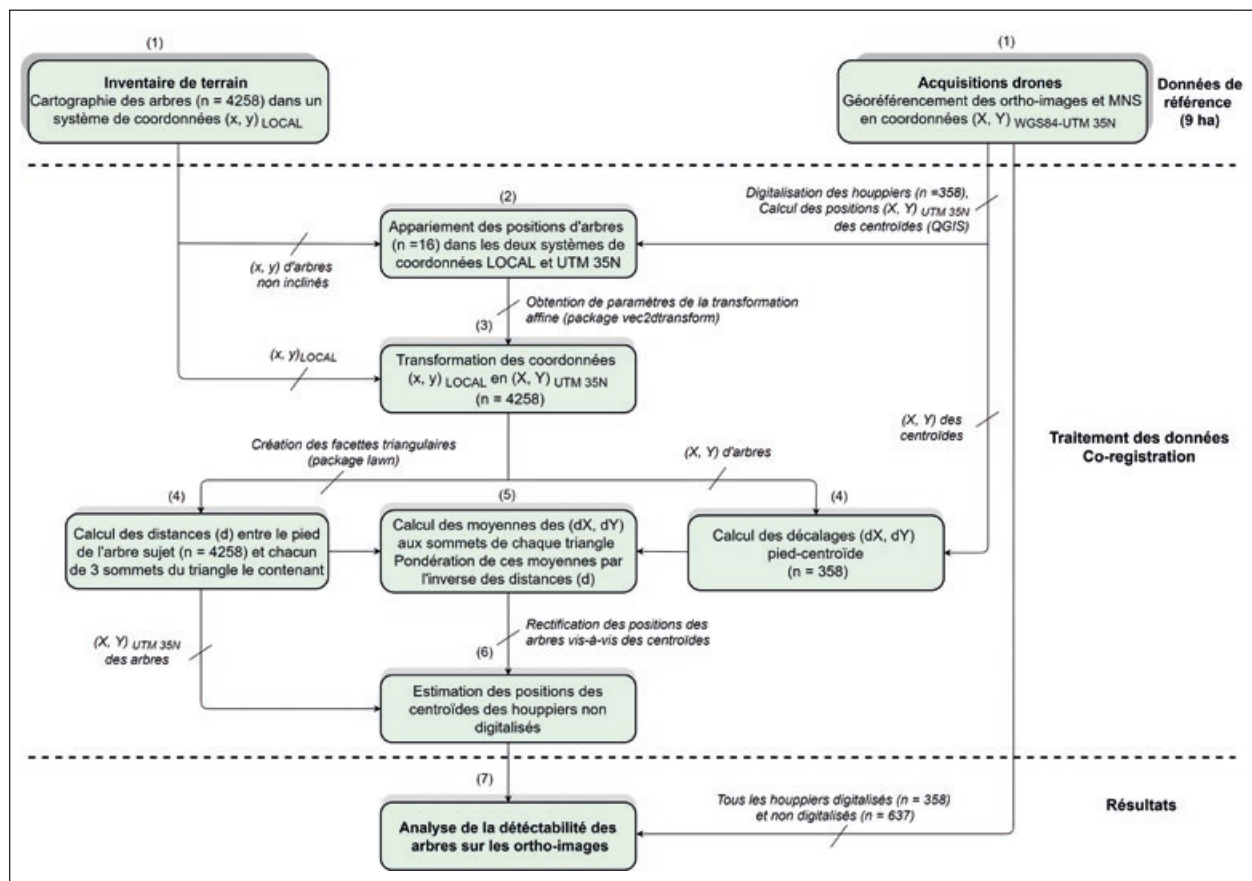 (1)
Inventaire de terrain
Cartographie des arbres (n = 4258) dans un
système de coordonnées (x, y) LOCAL
(1)
Acquisitions drones
Géoréférencement des ortho-images et MNS
en coordonnées (X, Y) WGS84-UTM 35N
Données de
référence
(9 ha)
(2)
Appariement des positions d'arbres
(n =16) dans les deux systèmes de
coordonnées LOCAL et UTM 35N
Digitalisation des houppiers (n =358),
Calcul des positions (X, Y) UTM 35N
des centroïdes (QGIS)
(x, y) d'arbres
non inclinés
Obtention de paramètres de la transformation
affine (package vec2dtransform)
(3)
(x, y)LOCAL
Transformation des coordonnées
(x, y) LOCAL en (X, Y) UTM 35N
(n = 4258)
(X, Y) des
centroïdes
Traitement des données
Co-registration
Création des facettes triangulaires
(package lawn)
(X, Y) d'arbres
(4)
Calcul des distances (d) entre le pied
de l'arbre sujet (n = 4258) et chacun
de 3 sommets du triangle le contenant
(5)
Calcul des moyennes des (dX, dY)
aux sommets de chaque triangle
Pondération de ces moyennes par
l'inverse des distances (d)
(4)
Calcul des décalages (dX, dY)
pied-centroïde
(n = 358)
(X, Y) UTM 35N
des arbres
Rectification des positions des
arbres vis-à-vis des centroïdes
(6)
Estimation des positions des
centroïdes des houppiers non
digitalisés
(7)
Analyse de la détéctabilité des
arbres sur les ortho-images
Tous les houppiers digitalisés (n = 358)
et non digitalisés (n = 637)
Résultats